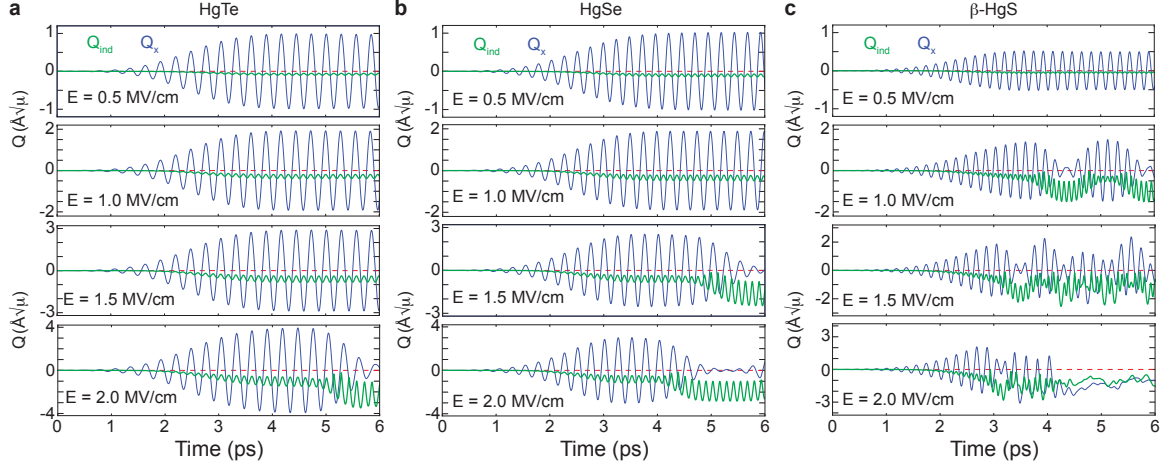 a HgTe
Q_ind Q_x
1
0
-1
E = 0.5 MV/cm
2
0
-2
E = 1.0 MV/cm
3
0
-3
E = 1.5 MV/cm
4
0
-4
E = 2.0 MV/cm
Q (Å√μ)
Q (Å√μ)
Q (Å√μ)
Q (Å√μ)
0 1 2 3 4 5 6
Time (ps)
b HgSe
Q_ind Q_x
1
0
-1
E = 0.5 MV/cm
2
0
-2
E = 1.0 MV/cm
3
0
-3
E = 1.5 MV/cm
4
0
-4
E = 2.0 MV/cm
Q (Å√μ)
Q (Å√μ)
Q (Å√μ)
Q (Å√μ)
0 1 2 3 4 5 6
Time (ps)
c β-HgS
Q_ind Q_x
1
0
-1
E = 0.5 MV/cm
2
0
-2
E = 1.0 MV/cm
2
0
-2
E = 1.5 MV/cm
3
0
-3
E = 2.0 MV/cm
Q (Å√μ)
Q (Å√μ)
Q (Å√μ)
Q (Å√μ)
0 1 2 3 4 5 6
Time (ps)